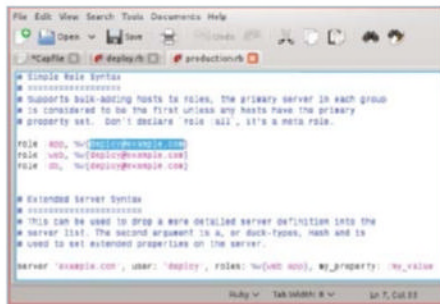 File Edit View Search Tools Documents Help
Open Save Undo
*Capfile deploy.rb production.rb
# Simple Role Syntax
# ==================
# Supports bulk-adding hosts to roles, the primary server in each group
# is considered to be the first unless any hosts have the primary
# property set. Don't declare `role :all`, it's a meta role.
role :app, %w{deploy@example.com}
role :web, %w{deploy@example.com}
role :db, %w{deploy@example.com}
# Extended Server Syntax
# ======================
# This can be used to drop a more detailed server definition into the
# server list. The second argument is a, or duck-types, Hash and is
# used to set extended properties on the server.
server 'example.com', user: 'deploy', roles: %w{web app}, my_property: :my_value
Ruby Tab Width: 8 Ln 7, Col 33